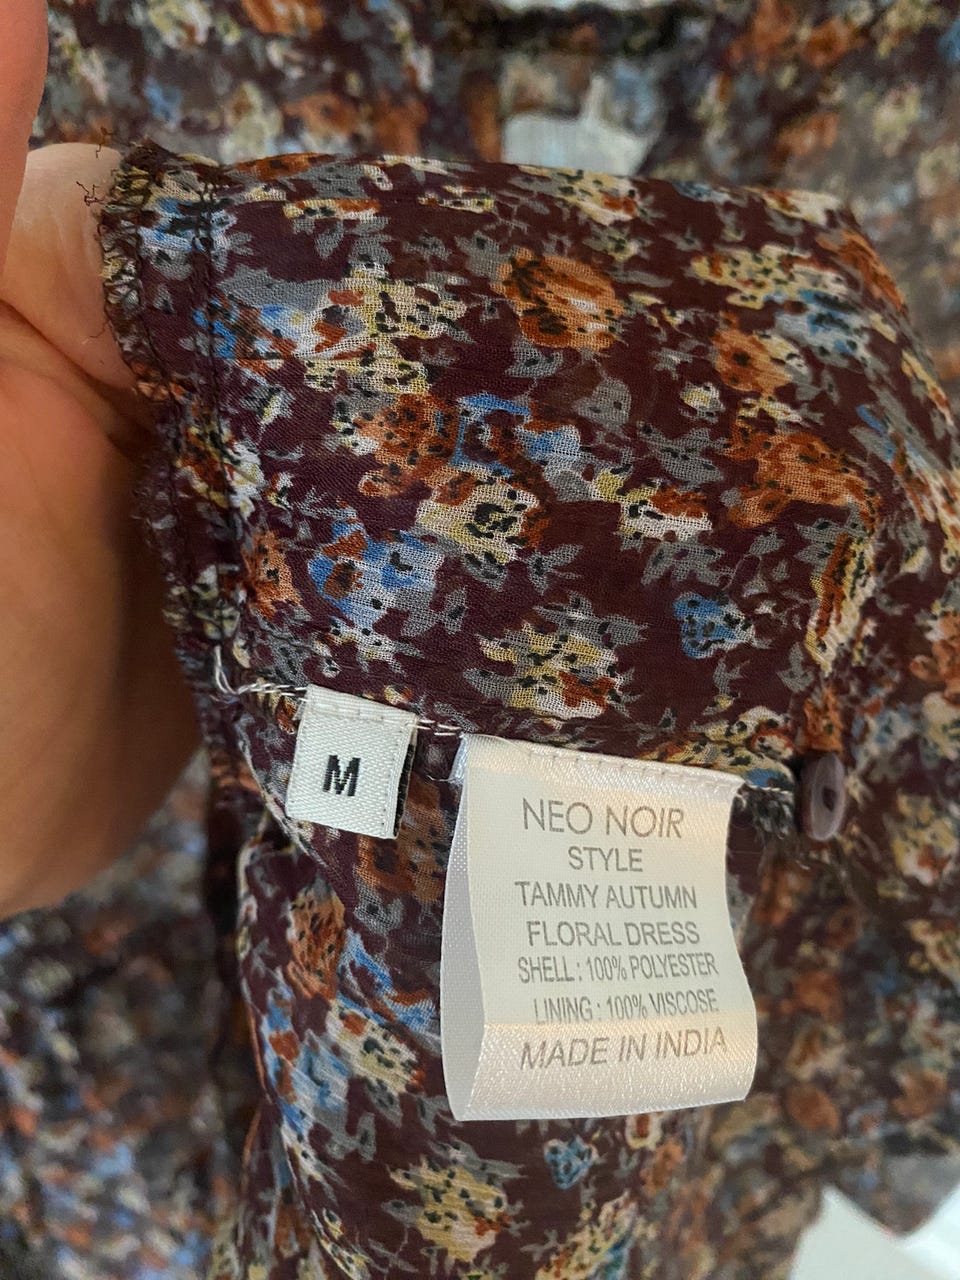 M
NEO NOIR
STYLE
TAMMY AUTUMN
FLORAL DRESS
SHELL : 100% POLYESTER
LINING : 100% VISCOSE
MADE IN INDIA